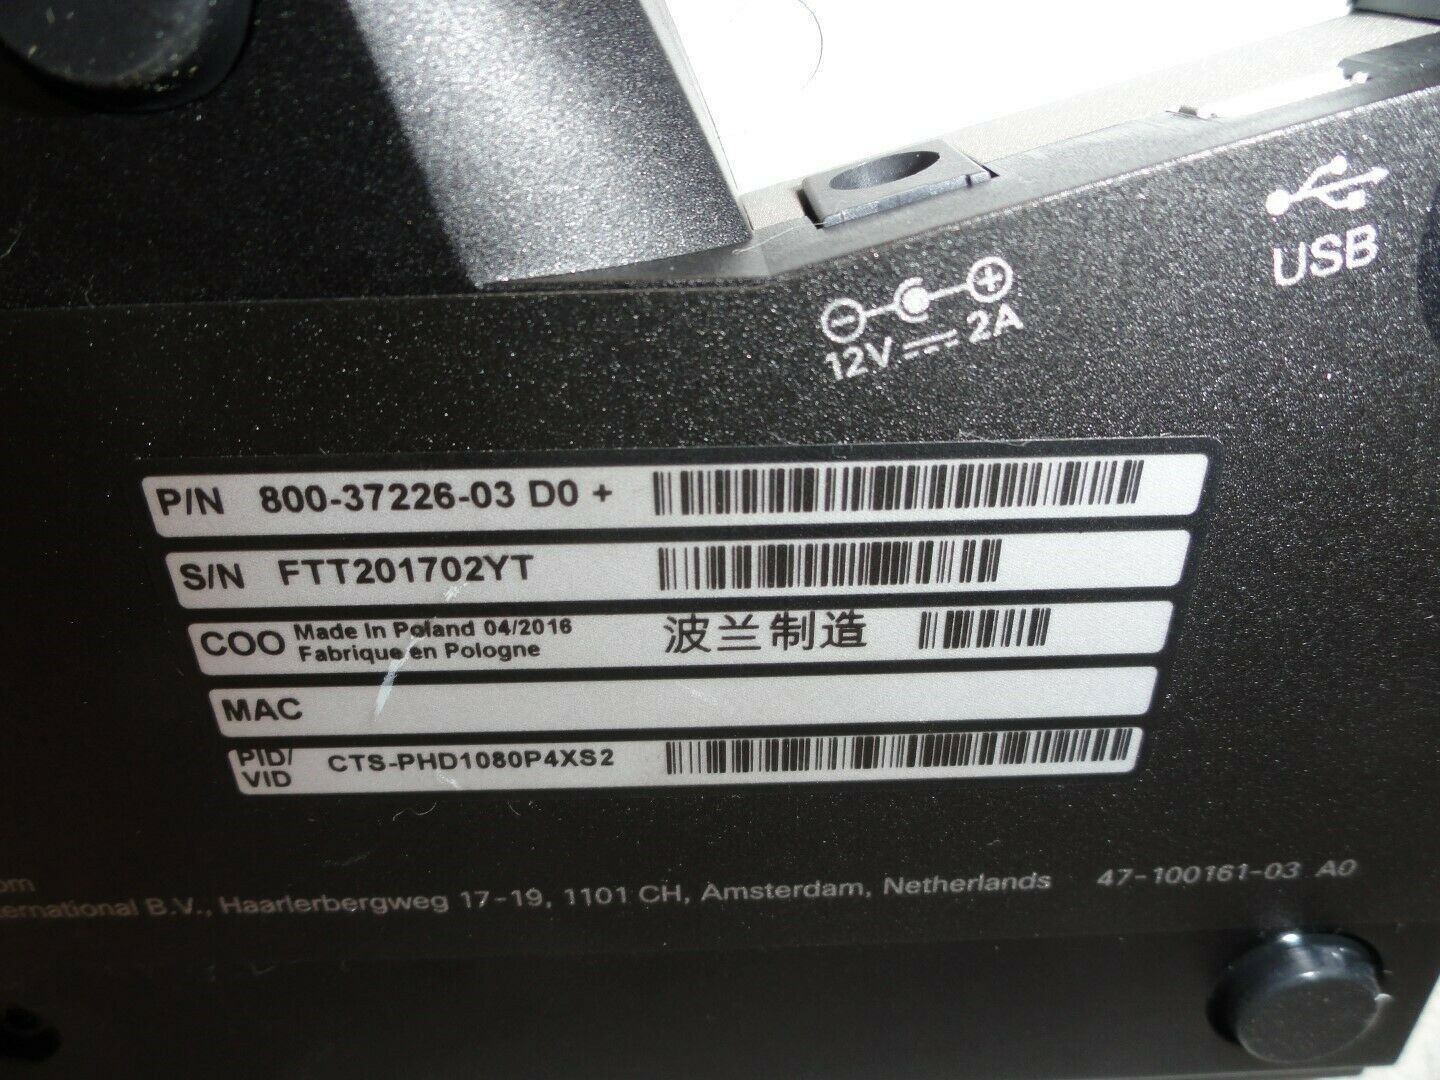 USB
12V 2A
P/N 800-37226-03 D0 +
S/N FTT201702YT
COO Made In Poland 04/2016 波兰制造
Fabrique en Pologne
MAC
PID/VID CTS-PHD1080P4XS2
B.V., Haarlerbergweg 17-19, 1101 CH, Amsterdam, Netherlands 47-100161-03 A0